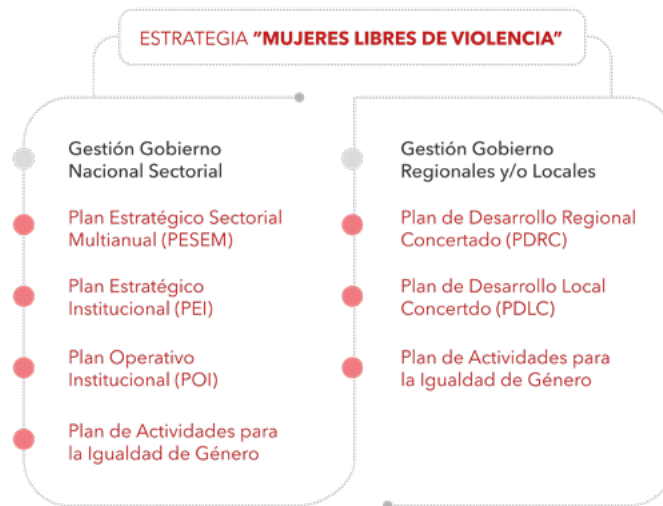 ESTRATEGIA "MUJERES LIBRES DE VIOLENCIA"
Gestión Gobierno
Nacional Sectorial
Plan Estratégico Sectorial
Multianual (PESEM)
Plan Estratégico
Institucional (PEI)
Plan Operativo
Institucional (POI)
Plan de Actividades para
la Igualdad de Género
Gestión Gobierno
Regionales y/o Locales
Plan de Desarrollo Regional
Concertado (PDRC)
Plan de Desarrollo Local
Concertdo (PDLC)
Plan de Actividades para
la Igualdad de Género